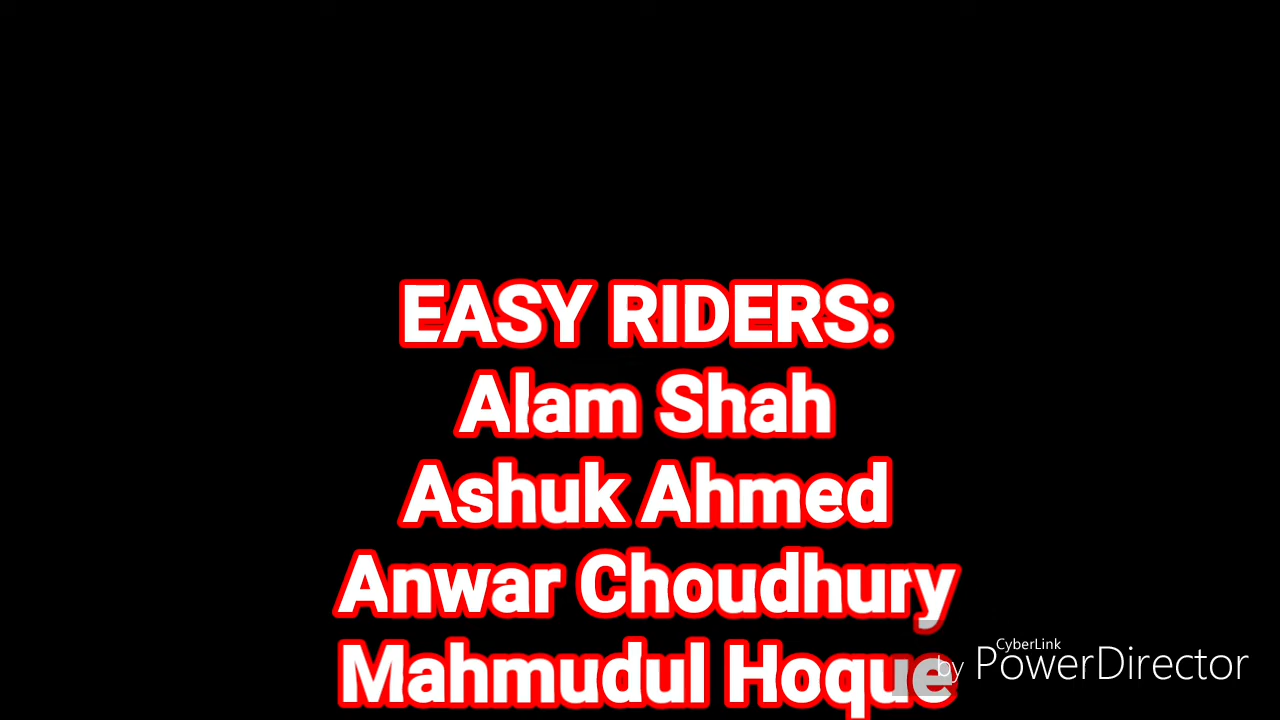 EASY RIDERS:
Alam Shah
Ashuk Ahmed
Anwar Choudhury
Mahmudul Hoque
CyberLink
by PowerDirector